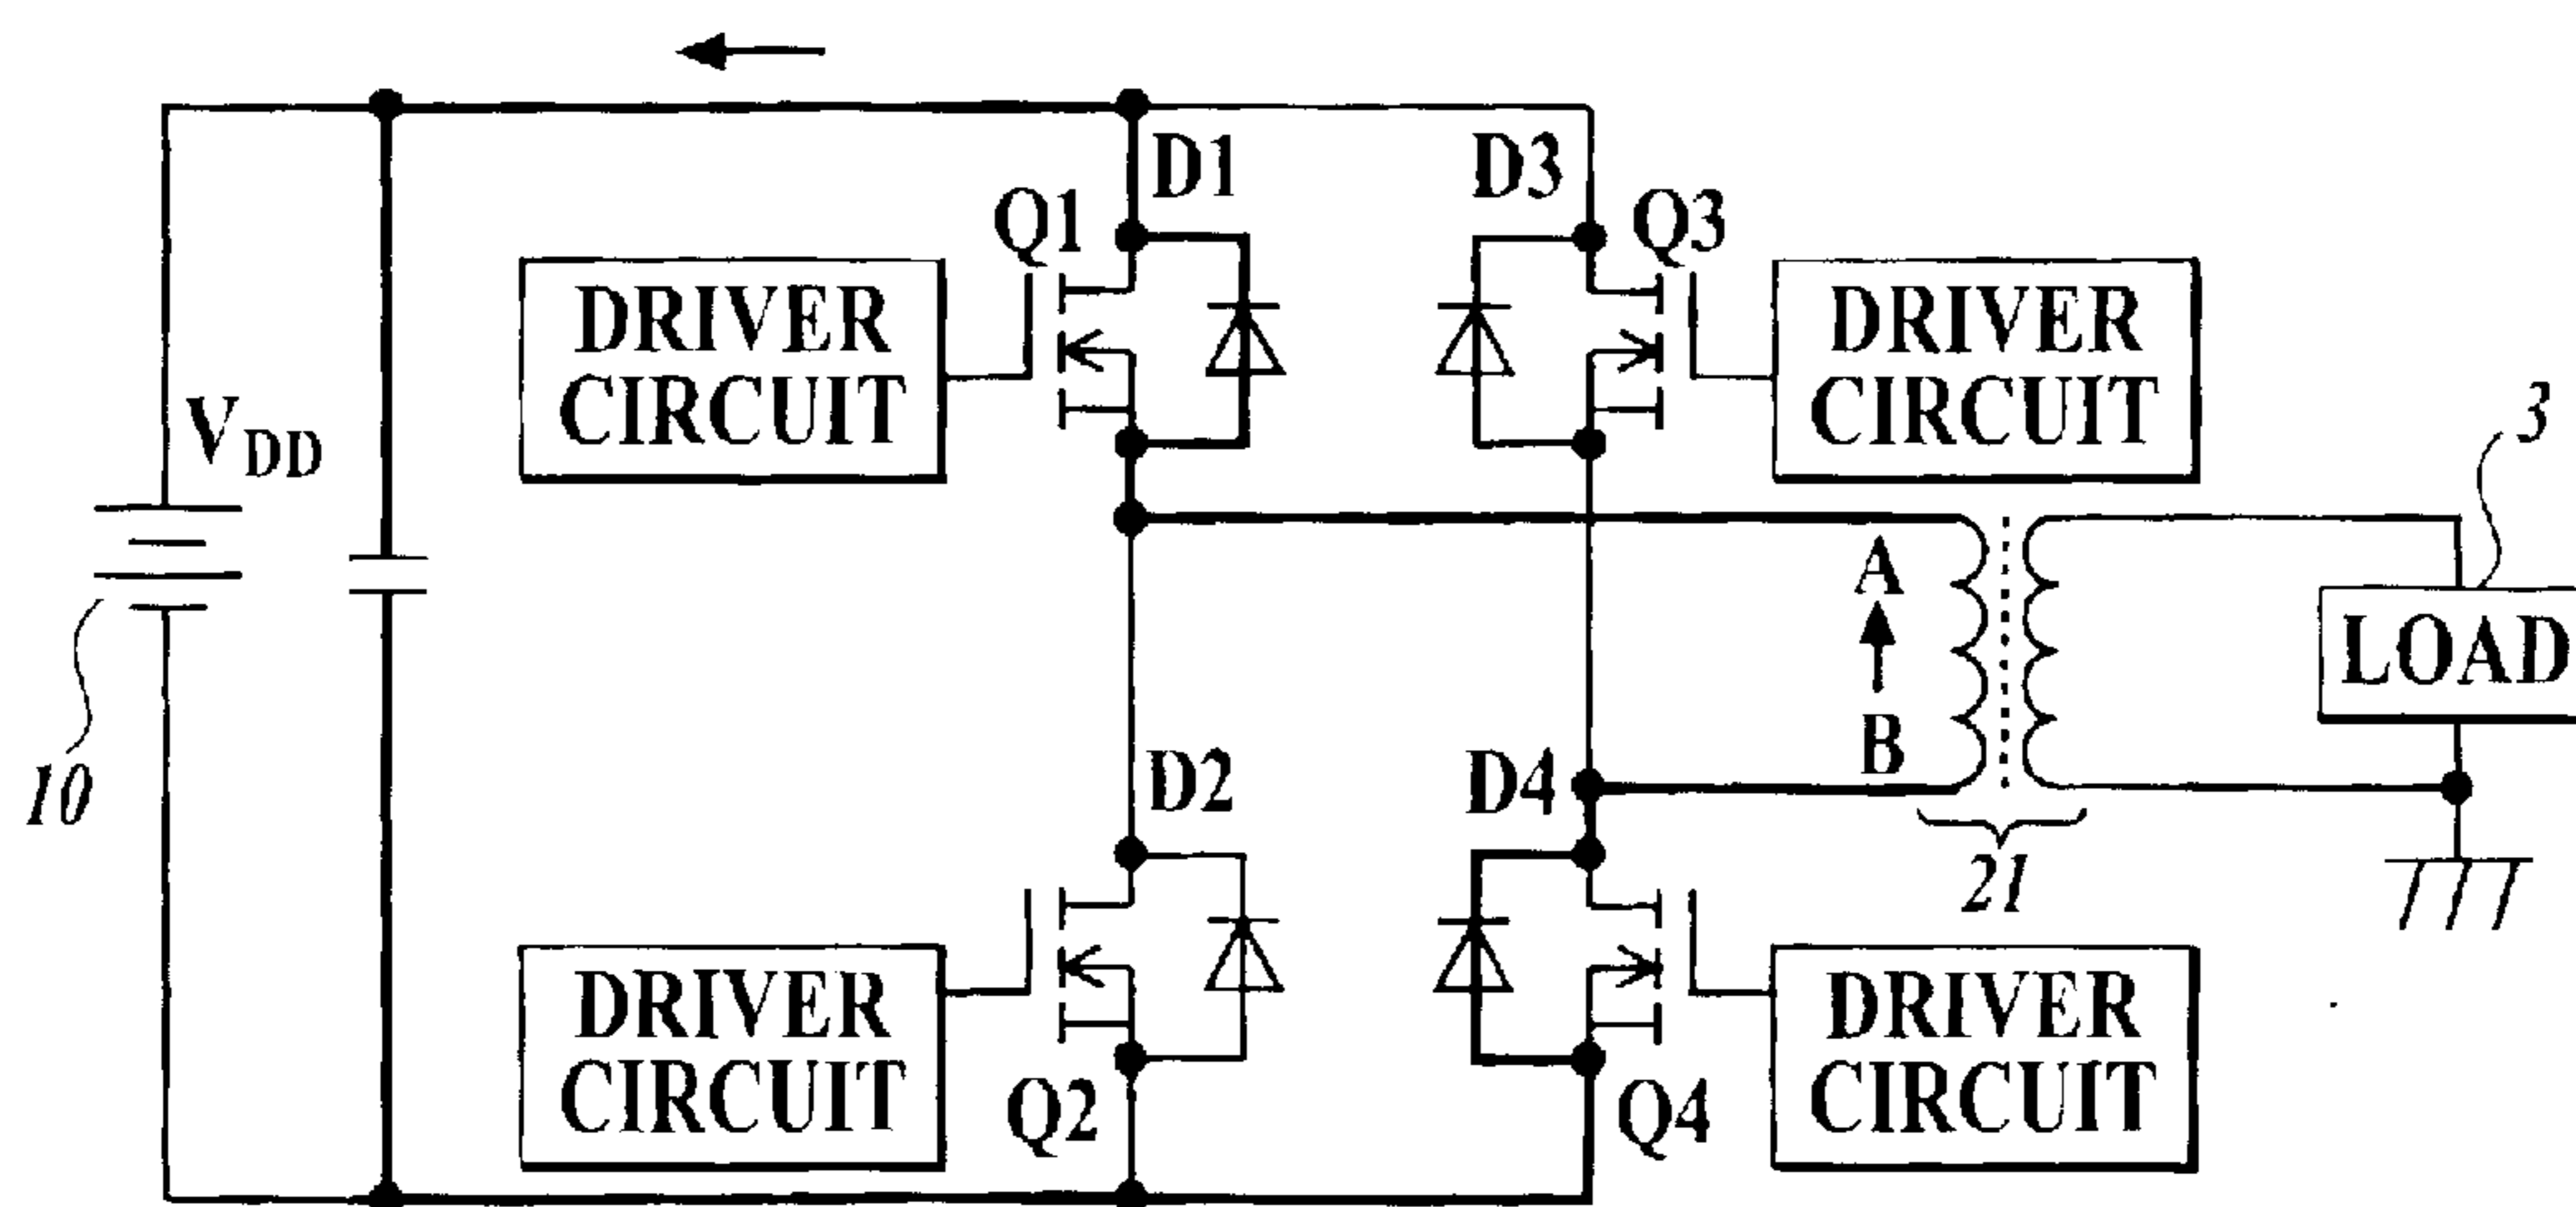 D1
D3
Q1
Q3
DRIVER
CIRCUIT
DRIVER
CIRCUIT
3
VDD
A
LOAD
B
D2
D4
10
21
DRIVER
CIRCUIT
DRIVER
CIRCUIT
Q2
Q4